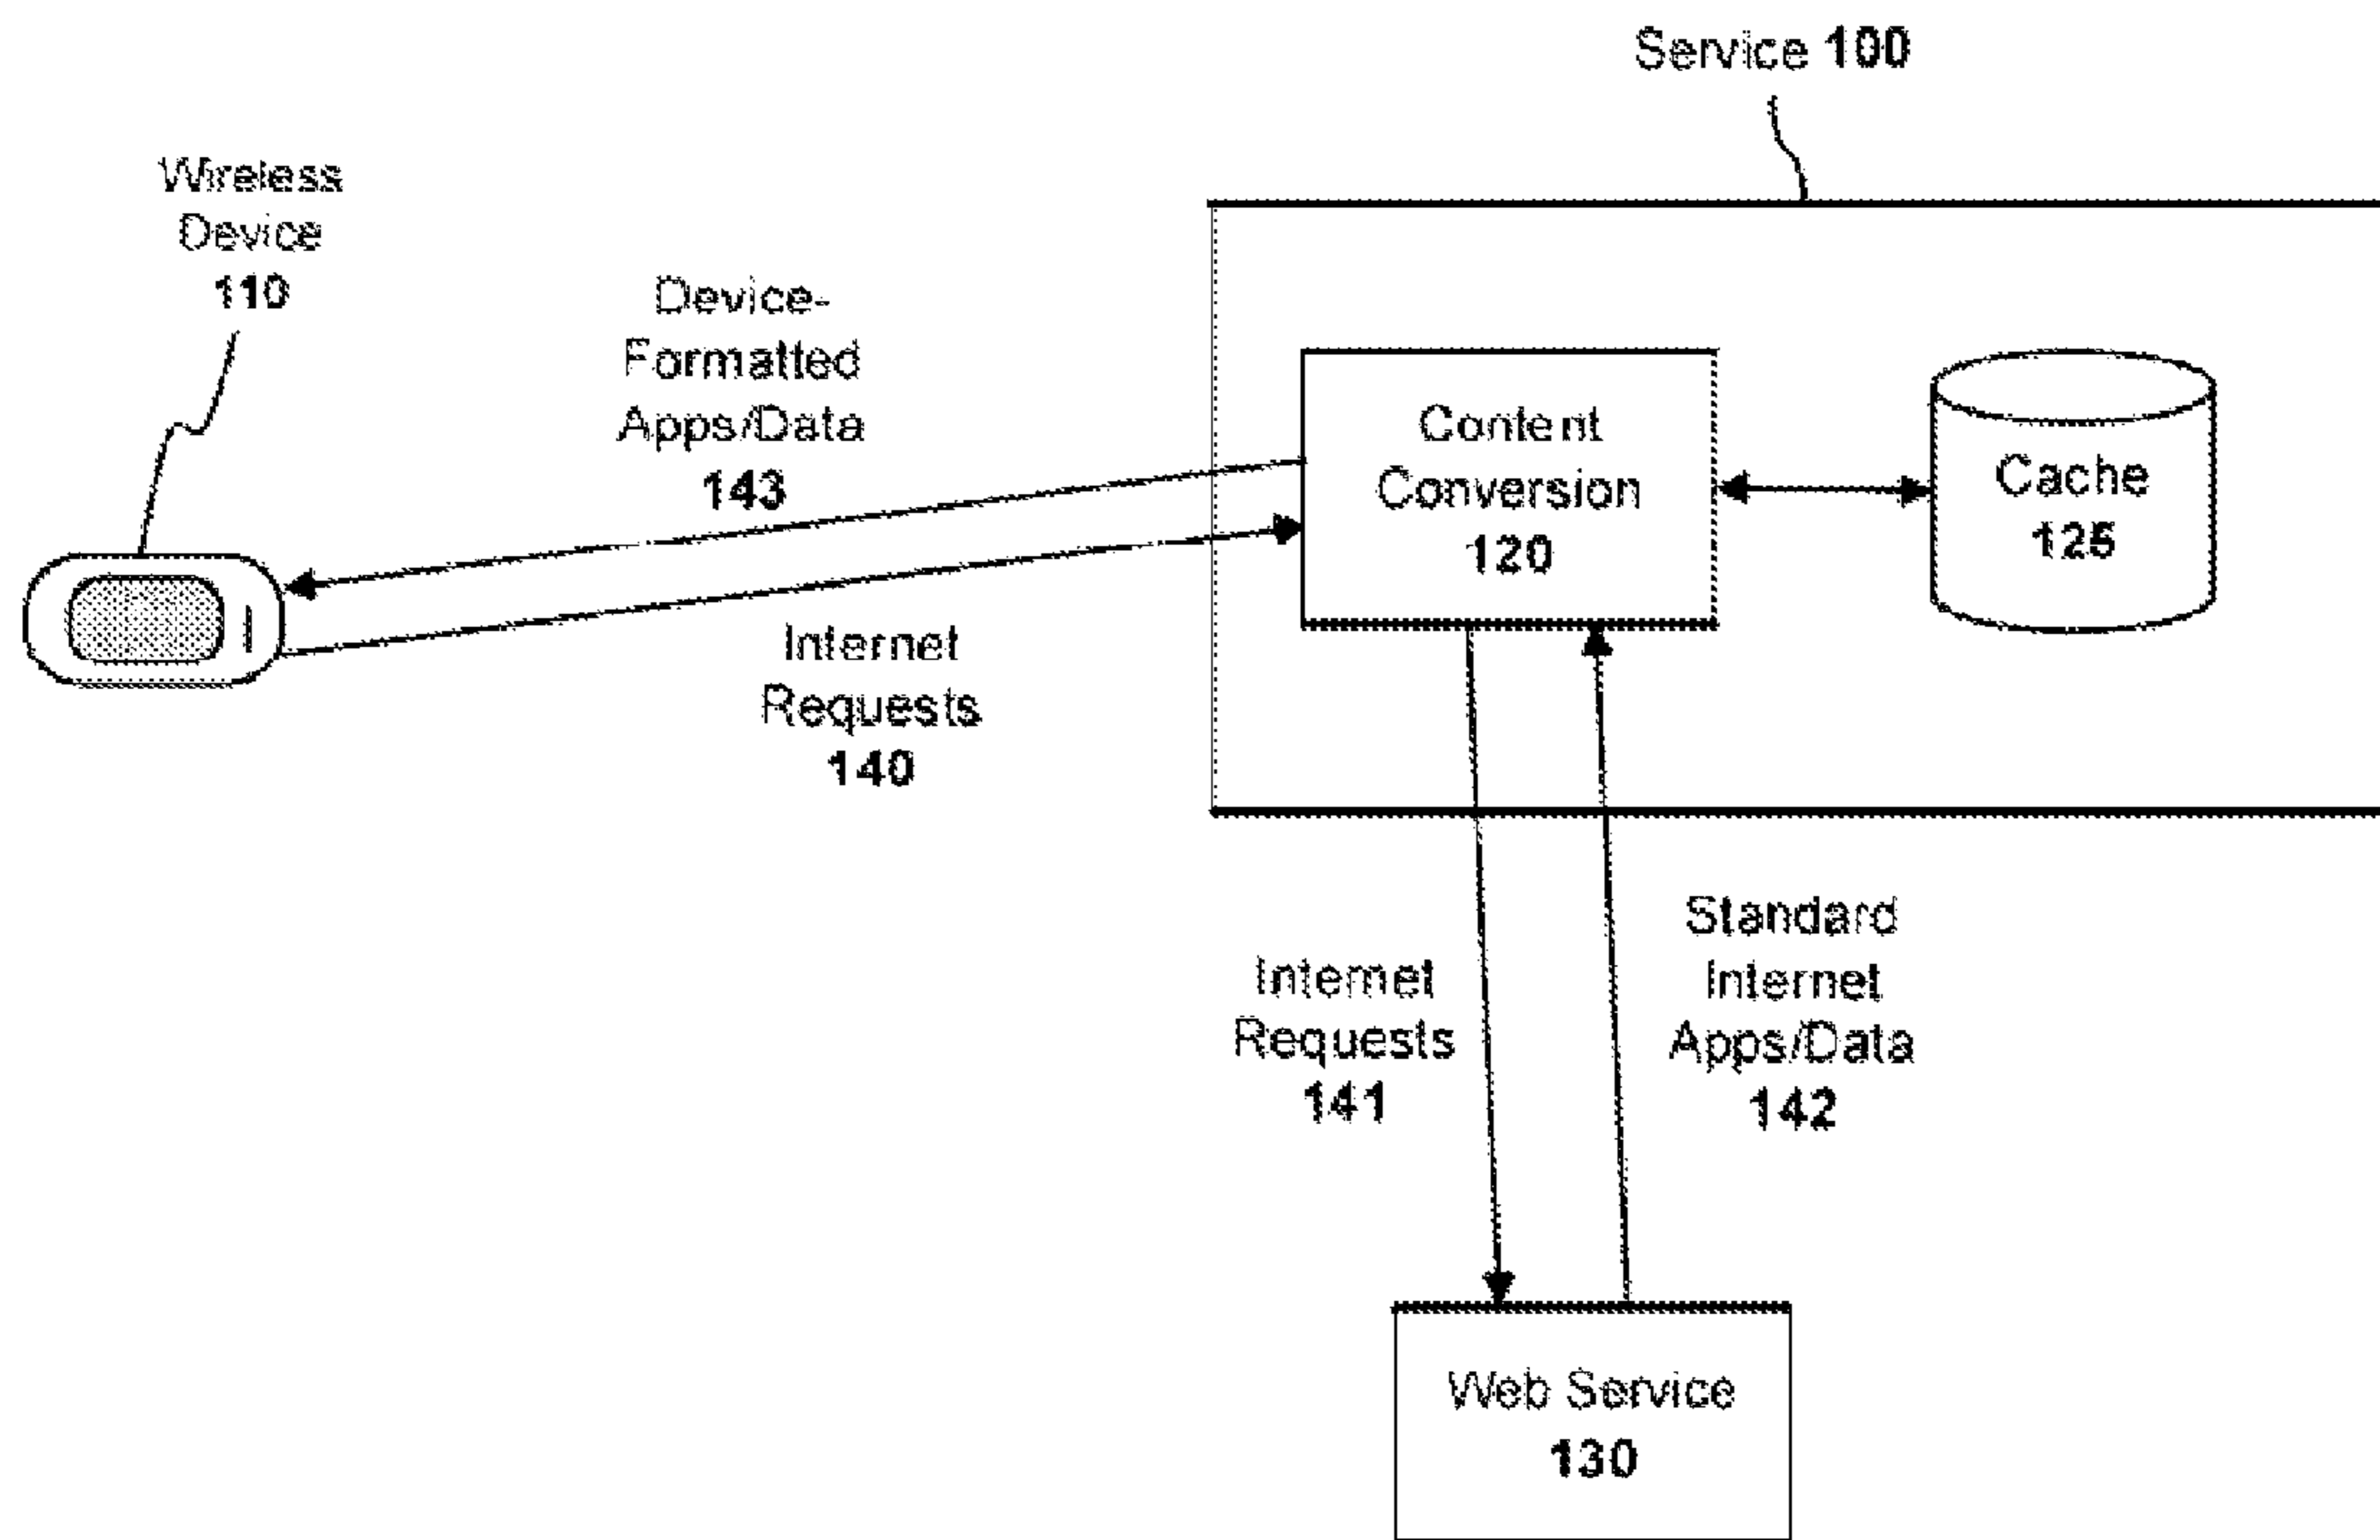 Service 100
Wireless
Device
110
Device-
Formatted
Apps/Data
143
Content
Conversion
120
Cache
125
Internet
Requests
140
Internet
Requests
141
Standard
Internet
Apps/Data
142
Web Service
130